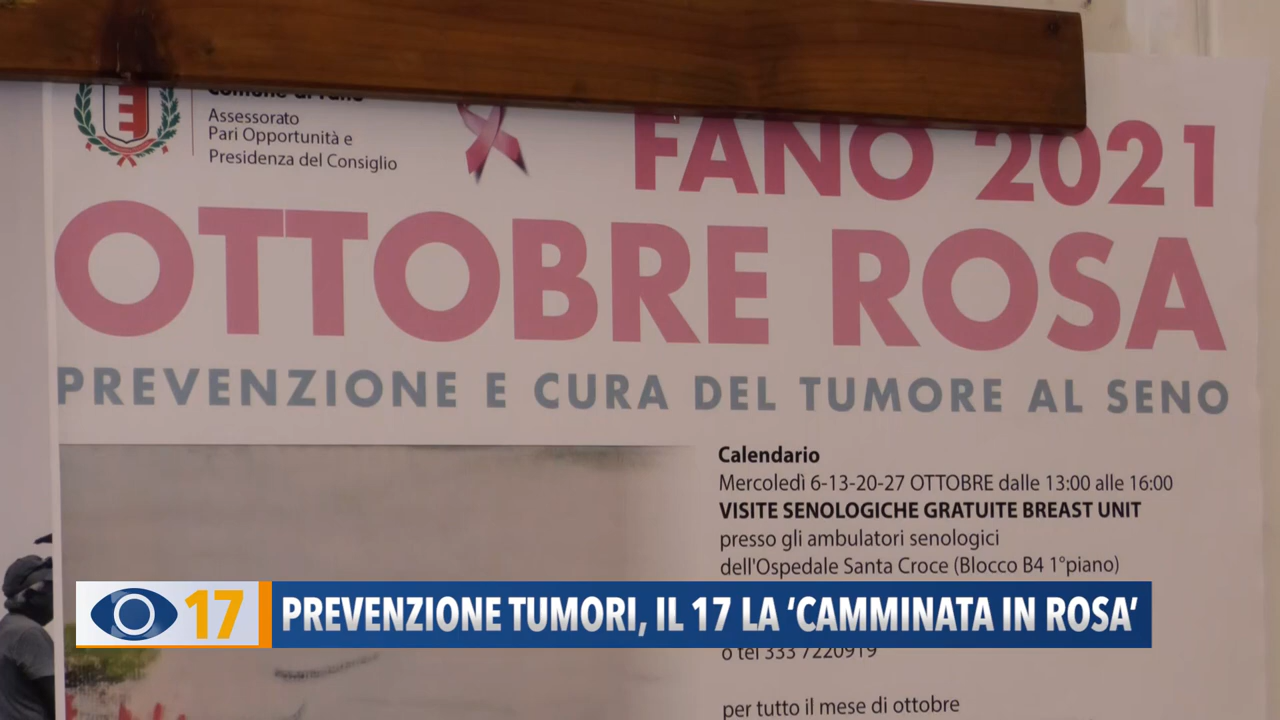 Assessorato
Pari Opportunità e
Presidenza del Consiglio
FANO 2021
OTTOBRE ROSA
PREVENZIONE E CURA DEL TUMORE AL SENO
Calendario
Mercoledì 6-13-20-27 OTTOBRE dalle 13:00 alle 16:00
VISITE SENOLOGICHE GRATUITE BREAST UNIT
presso gli ambulatori senologici
dell'Ospedale Santa Croce (Blocco B4 1°piano)
17 PREVENZIONE TUMORI, IL 17 LA ‘CAMMINATA IN ROSA’
o tel 333 7220919
per tutto il mese di ottobre